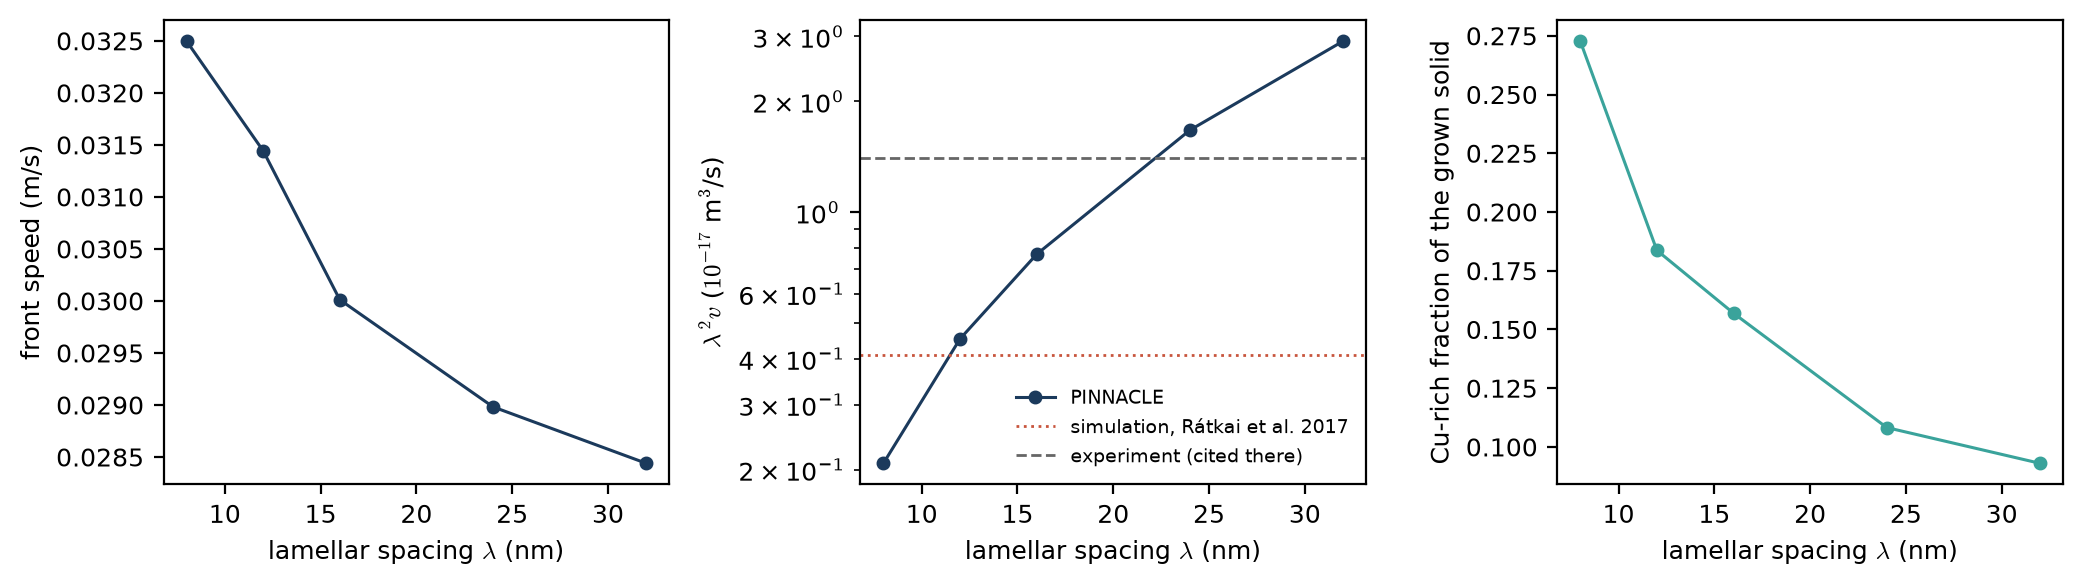 0.0325
0.0320
0.0315
0.0310
0.0305
0.0300
0.0295
0.0290
0.0285
front speed (m/s)
10 15 20 25 30
lamellar spacing λ (nm)
3 × 10⁰
2 × 10⁰
10⁰
6 × 10⁻¹
4 × 10⁻¹
3 × 10⁻¹
2 × 10⁻¹
λ²v (10⁻¹⁷ m³/s)
PINNACLE
simulation, Rátkai et al. 2017
experiment (cited there)
10 15 20 25 30
lamellar spacing λ (nm)
0.275
0.250
0.225
0.200
0.175
0.150
0.125
0.100
Cu-rich fraction of the grown solid
10 15 20 25 30
lamellar spacing λ (nm)